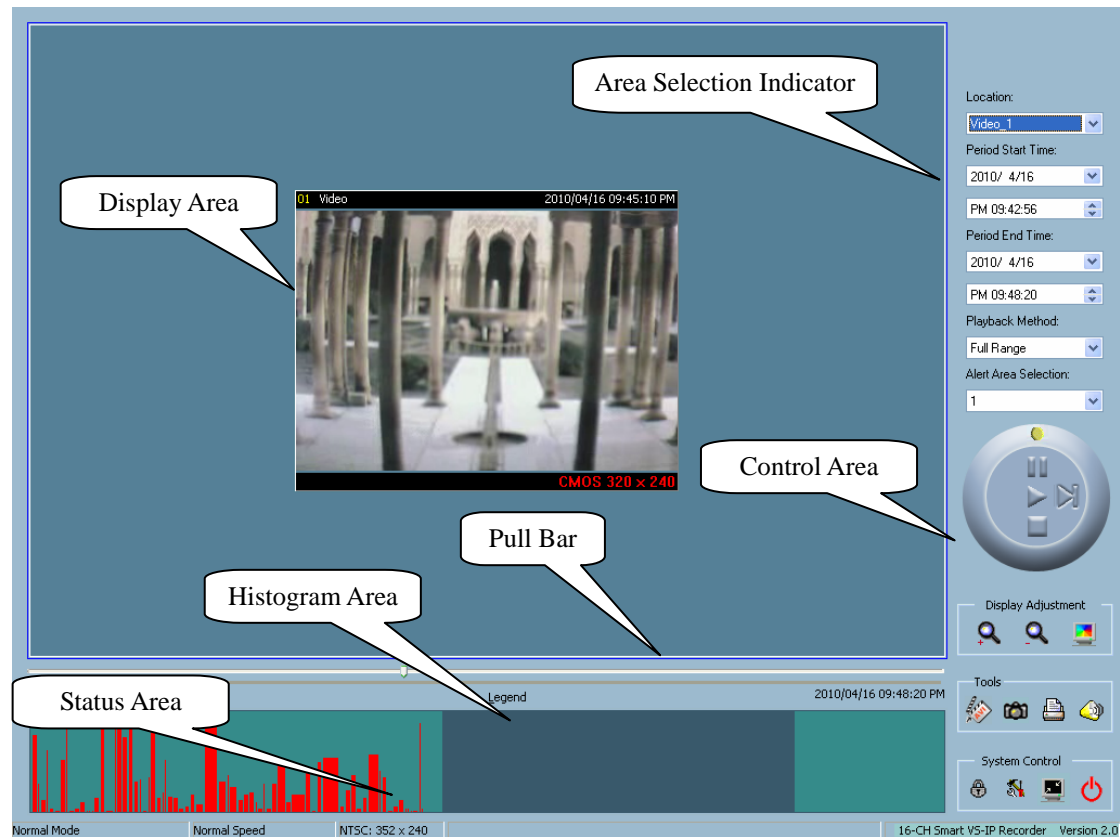 Area Selection Indicator
Display Area
01 Video 2010/04/16 09:45:10 PM
CMOS 320 x 240
Control Area
Pull Bar
Histogram Area
Status Area
Legend
2010/04/16 09:48:20 PM
Location:
Video_1
Period Start Time:
2010/ 4/16
PM 09:42:56
Period End Time:
2010/ 4/16
PM 09:48:20
Playback Method:
Full Range
Alert Area Selection:
1
Display Adjustment
Tools
System Control
Normal Mode
Normal Speed
NTSC: 352 x 240
16-CH Smart VS-IP Recorder Version 2.0